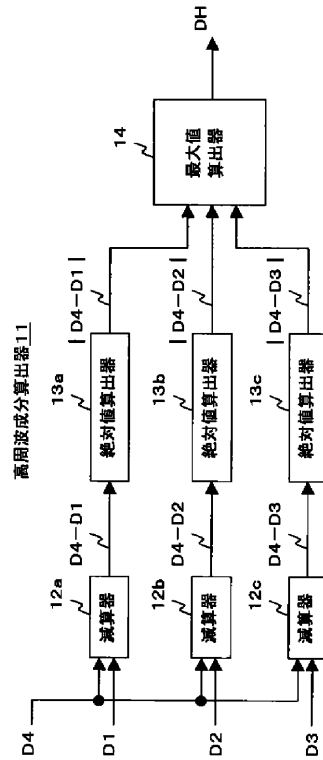 高周波成分算出器11
D4
D1
D2
D3
12a
減算器
12b
減算器
12c
減算器
D4-D1
D4-D2
D4-D3
13a
絶対値算出器
13b
絶対値算出器
13c
絶対値算出器
|D4-D1|
|D4-D2|
|D4-D3|
14
最大値
算出器
DH